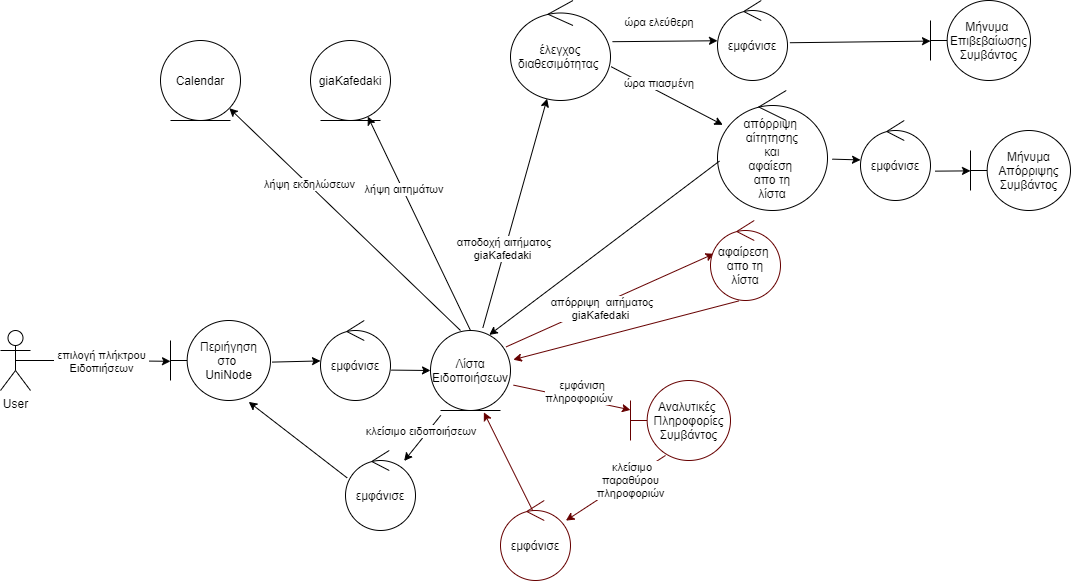 ώρα ελεύθερη
εμφάνισε
Μήνυμα
Επιβεβαίωσης
Συμβάντος
έλεγχος
διαθεσιμότητας
Calendar
giaKafedaki
ώρα πιασμένη
απόρριψη
αίτητησης
και
αφαίεση
απο τη
λίστα
εμφάνισε
Μήνυμα
Απόρριψης
Συμβάντος
λήψη εκδηλώσεων
λήψη αιτημάτων
αποδοχή αιτήματος
giaKafedaki
αφαίρεση
απο τη
λίστα
απόρριψη αιτήματος
giaKafedaki
User
επιλογή πλήκτρου
Ειδοπιήσεων
Περιήγηση
στο
UniNode
εμφάνισε
Λίστα
Ειδοποιήσεων
εμφάνιση
πληροφοριών
Αναλυτικές
Πληροφορίες
Συμβάντος
κλείσιμο ειδοποιήσεων
εμφάνισε
κλείσιμο
παραθύρου
πληροφοριών
εμφάνισε